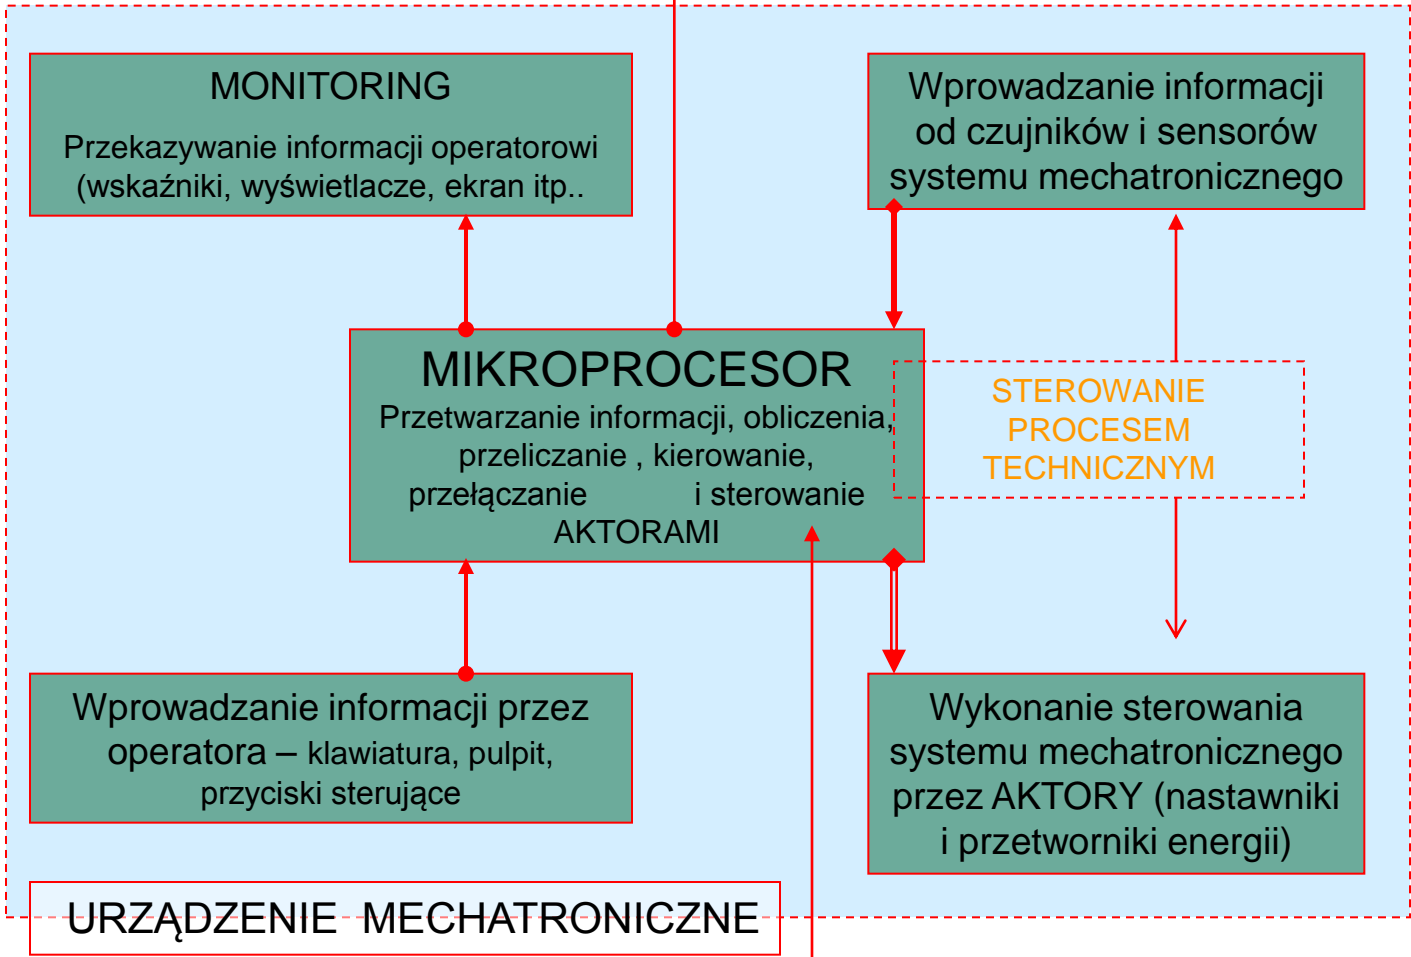 MONITORING
Przekazywanie informacji operatorowi
(wskaźniki, wyświetlacze, ekran itp..
Wprowadzanie informacji
od czujników i sensorów
systemu mechatronicznego
MIKROPROCESOR
Przetwarzanie informacji, obliczenia,
przeliczanie , kierowanie,
przełączanie i sterowanie
AKTORAMI
STEROWANIE
PROCESEM
TECHNICZNYM
Wprowadzanie informacji przez
operatora – klawiatura, pulpit,
przyciski sterujące
Wykonanie sterowania
systemu mechatronicznego
przez AKTORY (nastawniki
i przetworniki energii)
URZĄDZENIE MECHATRONICZNE